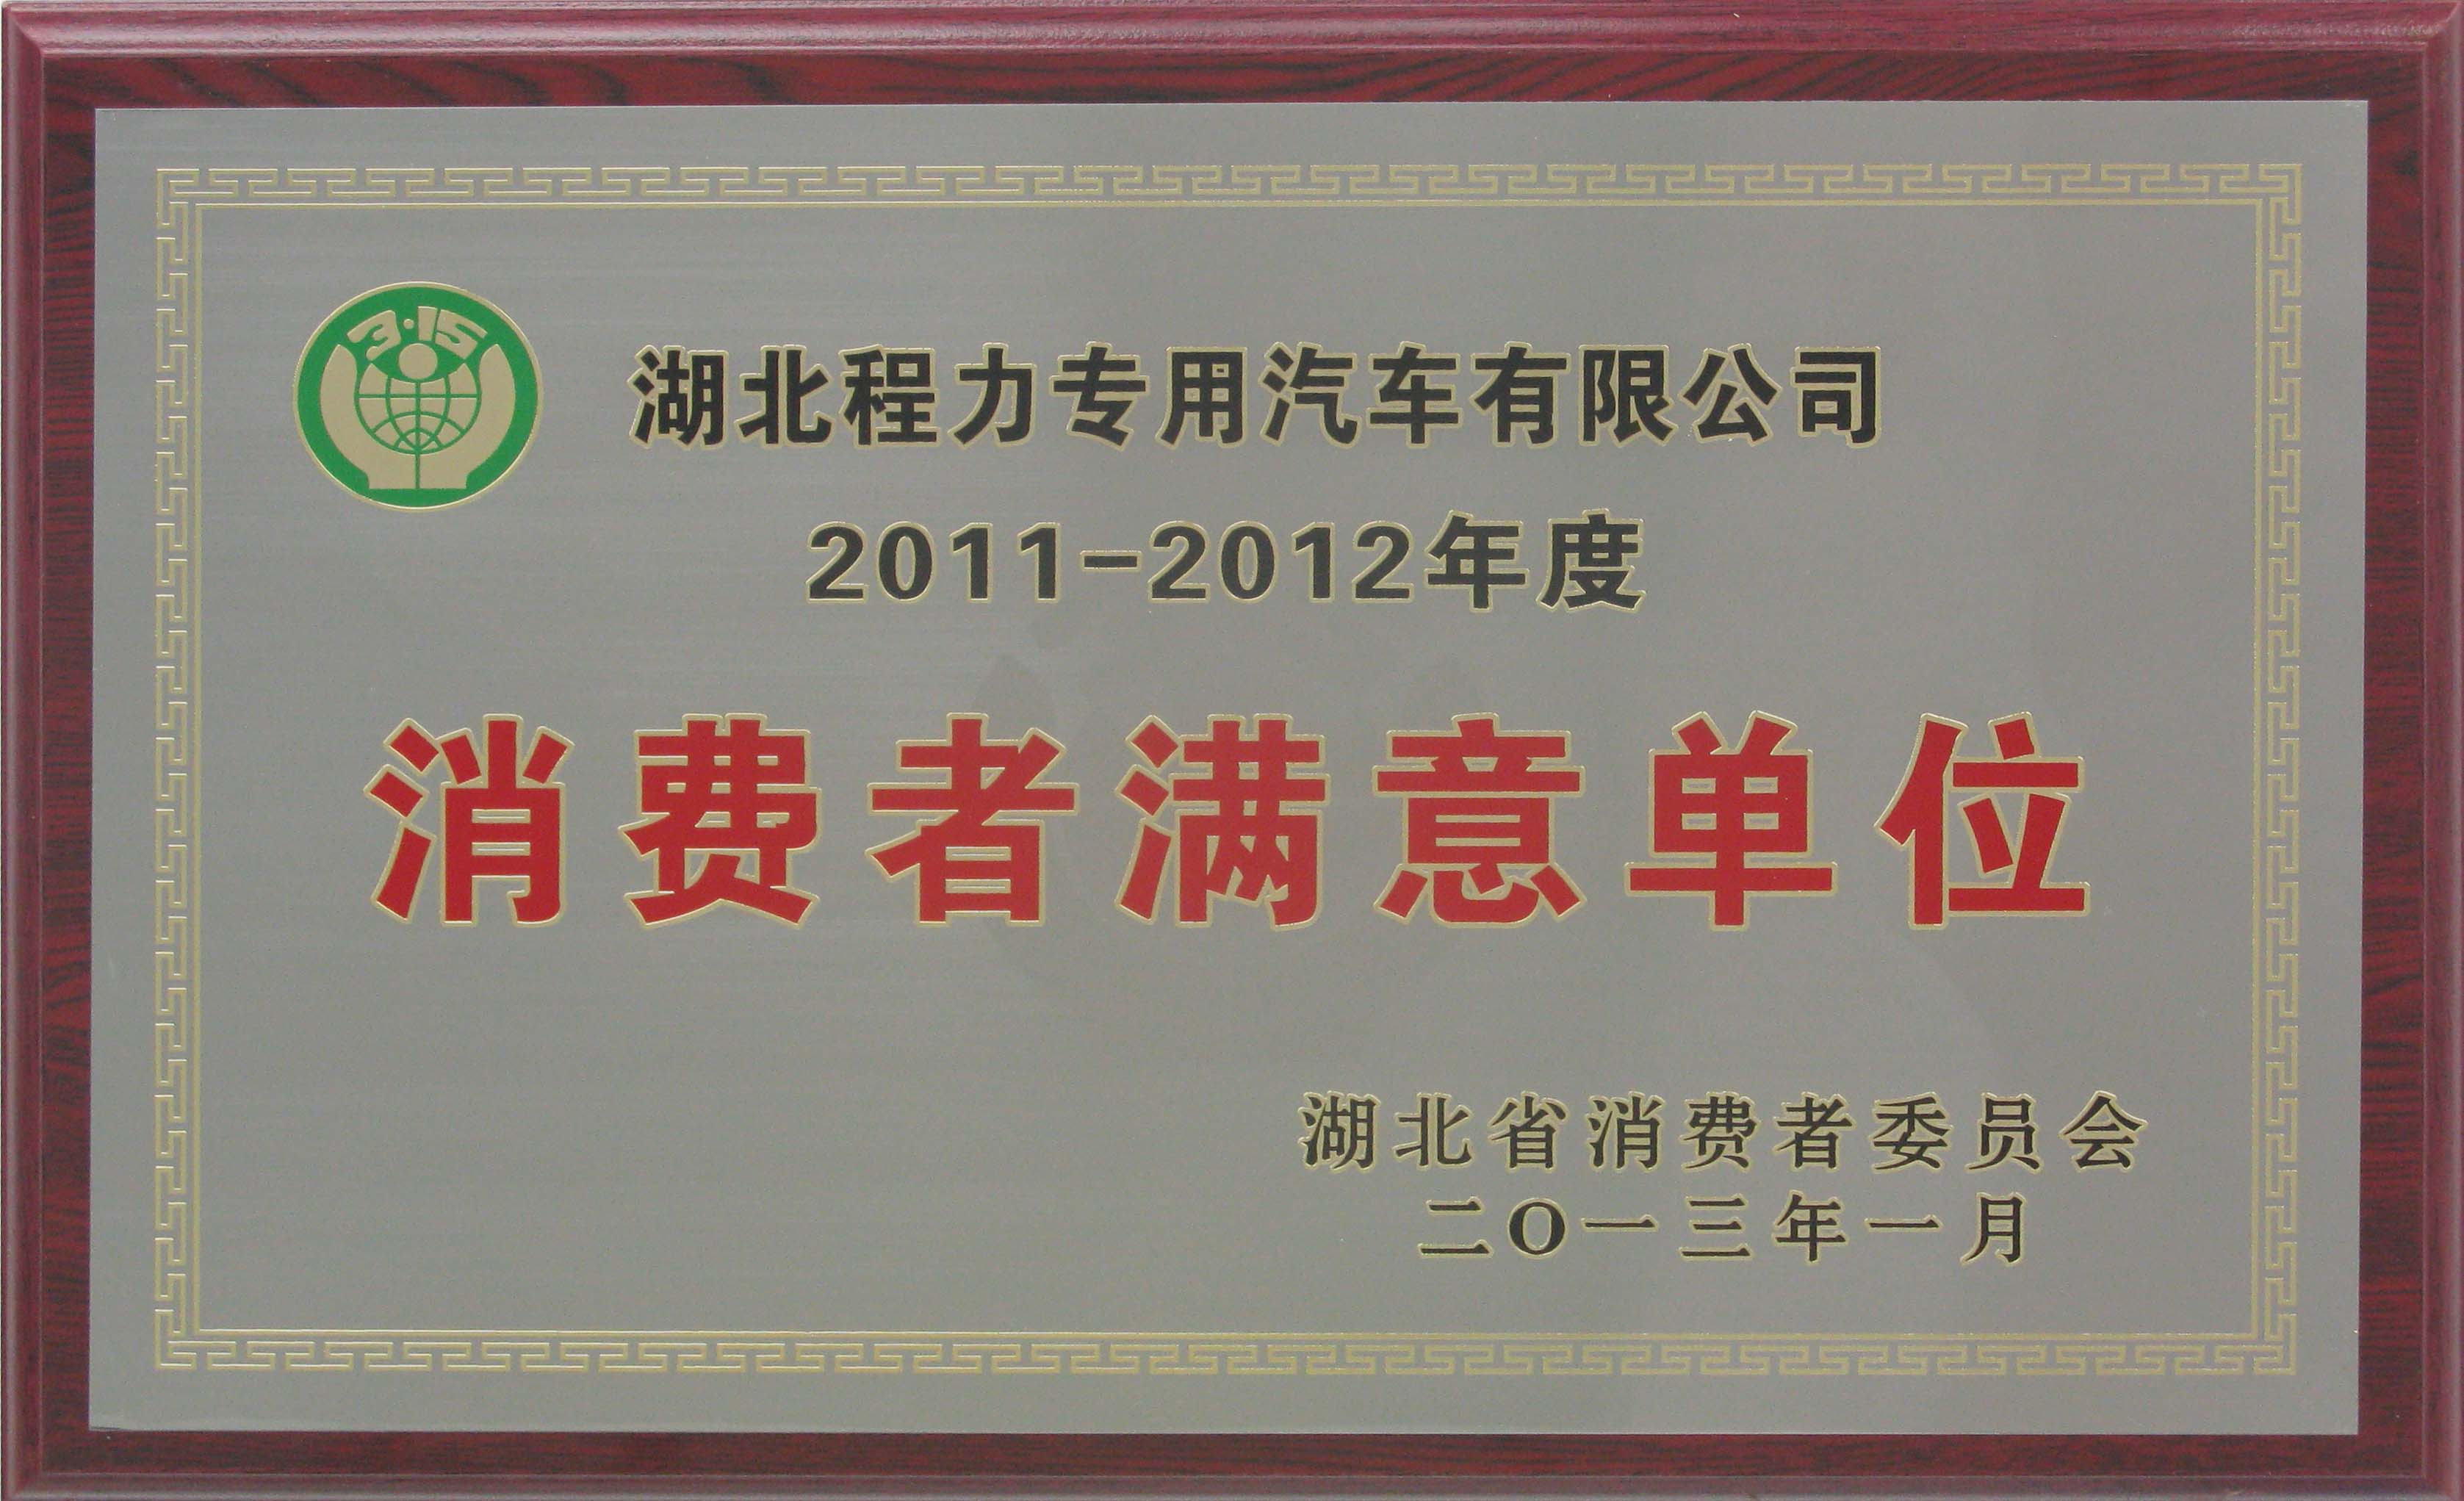 3·15
湖北程力专用汽车有限公司
2011-2012年度
消费者满意单位
湖北省消费者委员会
二〇一三年一月